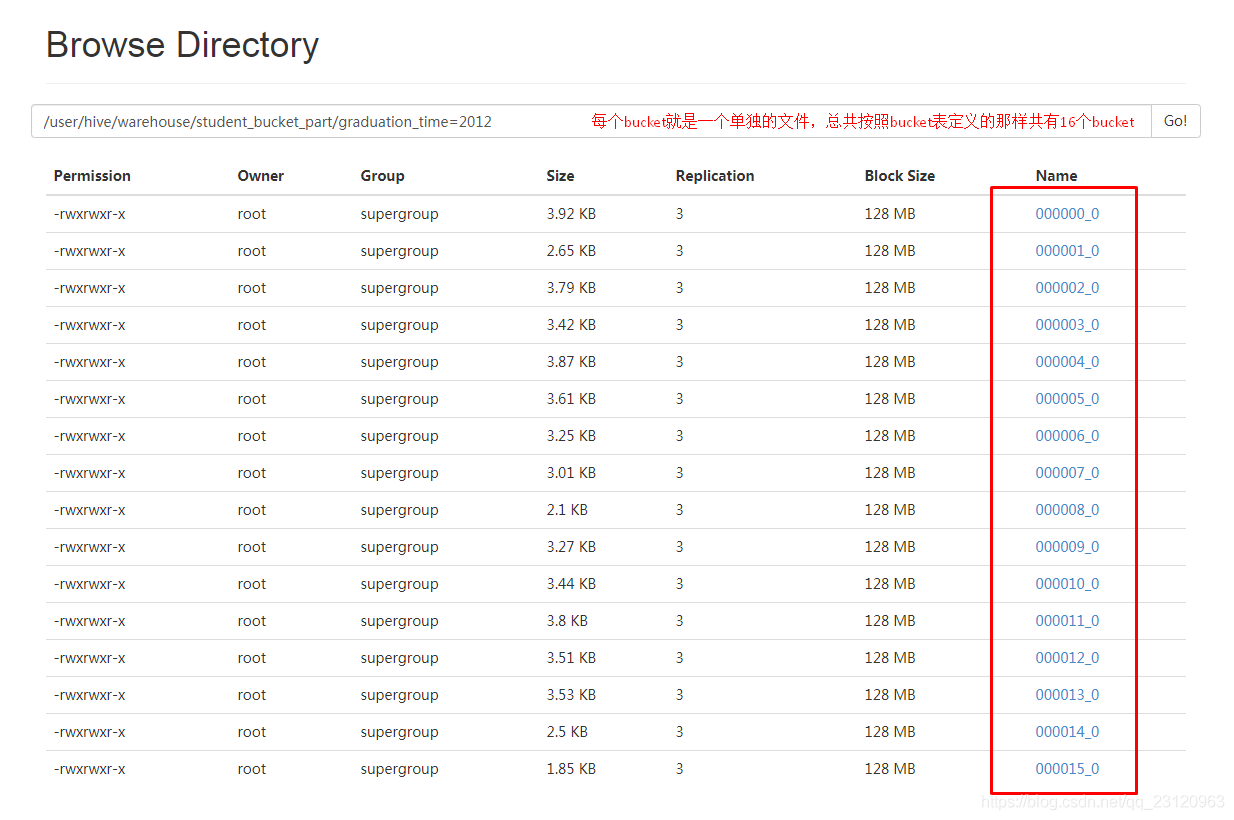 Browse Directory
/user/hive/warehouse/student_bucket_part/graduation_time=2012 每个bucket就是一个单独的文件，总共按照bucket表定义的那样共有16个bucket Go!
Permission Owner Group Size Replication Block Size Name
-rwxrwxr-x root supergroup 3.92 KB 3 128 MB 000000_0
-rwxrwxr-x root supergroup 2.65 KB 3 128 MB 000001_0
-rwxrwxr-x root supergroup 3.79 KB 3 128 MB 000002_0
-rwxrwxr-x root supergroup 3.42 KB 3 128 MB 000003_0
-rwxrwxr-x root supergroup 3.87 KB 3 128 MB 000004_0
-rwxrwxr-x root supergroup 3.61 KB 3 128 MB 000005_0
-rwxrwxr-x root supergroup 3.25 KB 3 128 MB 000006_0
-rwxrwxr-x root supergroup 3.01 KB 3 128 MB 000007_0
-rwxrwxr-x root supergroup 2.1 KB 3 128 MB 000008_0
-rwxrwxr-x root supergroup 3.27 KB 3 128 MB 000009_0
-rwxrwxr-x root supergroup 3.44 KB 3 128 MB 000010_0
-rwxrwxr-x root supergroup 3.8 KB 3 128 MB 000011_0
-rwxrwxr-x root supergroup 3.51 KB 3 128 MB 000012_0
-rwxrwxr-x root supergroup 3.53 KB 3 128 MB 000013_0
-rwxrwxr-x root supergroup 2.5 KB 3 128 MB 000014_0
-rwxrwxr-x root supergroup 1.85 KB 3 128 MB 000015_0
https://blog.csdn.net/qq_23120963